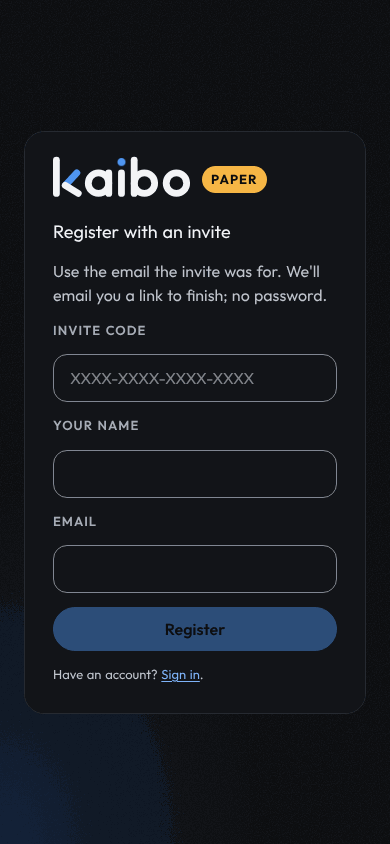 kaibo PAPER
Register with an invite
Use the email the invite was for. We'll
email you a link to finish; no password.
INVITE CODE
XXXX-XXXX-XXXX-XXXX
YOUR NAME
EMAIL
Register
Have an account? Sign in.